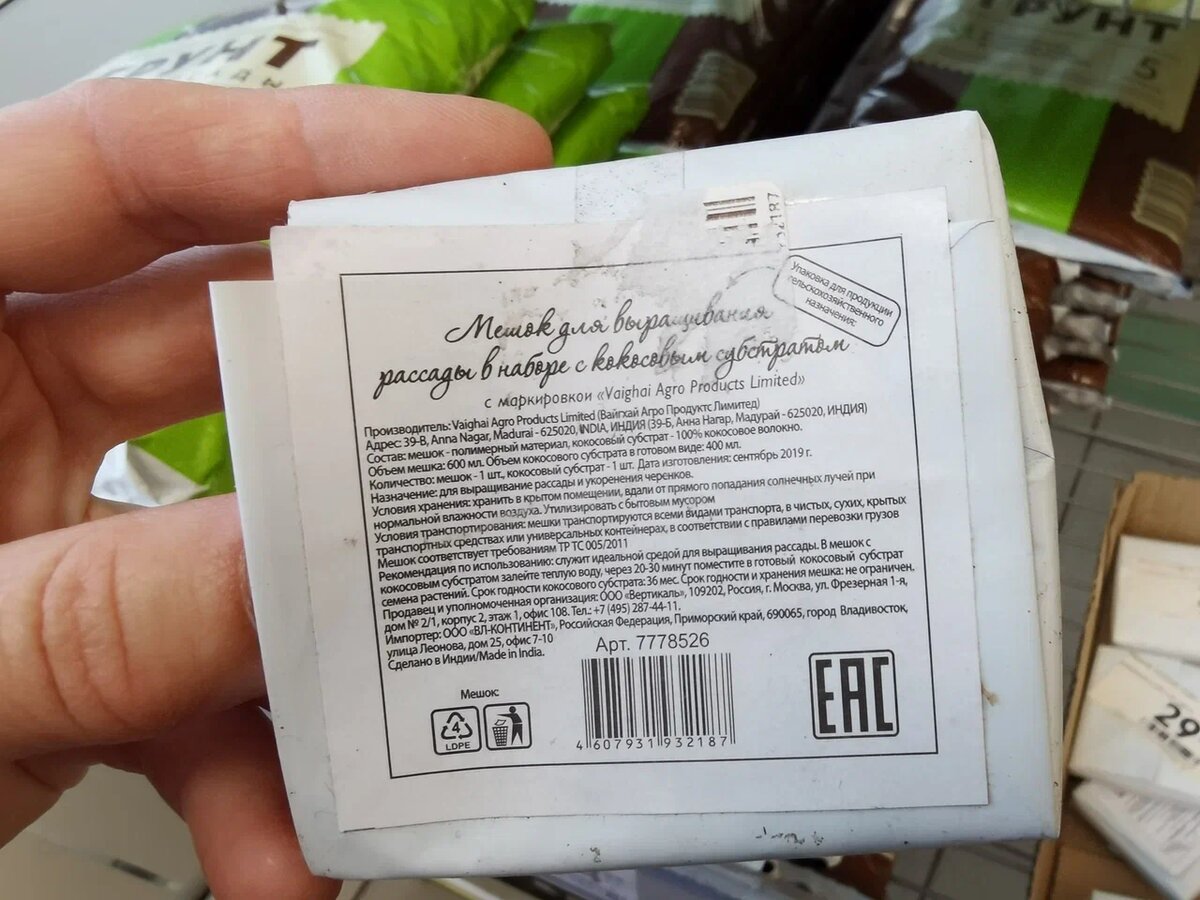 ГРУНТ
ГРУНТ
5
Упаковка для продукции
сельскохозяйственного
назначения:
Мешок для выращивания
рассады в наборе с кокосовым субстратом
с маркировкой «Vaighai Agro Products Limited»
Производитель: Vaighai Agro Products Limited (Вайгхай Агро Продуктс Лимитед)
Адрес: 39-B, Anna Nagar, Madurai - 625020, INDIA, ИНДИЯ (39-Б, Анна Нагар, Мадурай - 625020, ИНДИЯ)
Состав: мешок - полимерный материал, кокосовый субстрат - 100% кокосовое волокно.
Объем мешка: 600 мл. Объем кокосового субстрата в готовом виде: 400 мл.
Количество: мешок - 1 шт., кокосовый субстрат - 1 шт. Дата изготовления: сентябрь 2019 г.
Назначение: для выращивание рассады и укоренения черенков.
Условия хранения: хранить в крытом помещении, вдали от прямого попадания солнечных лучей при
нормальной влажности воздуха. Утилизировать с бытовым мусором
Условия транспортирования: мешки транспортируются всеми видами транспорта, в чистых, сухих, крытых
транспортных средствах или универсальных контейнерах, в соответствии с правилами перевозки грузов
Мешок соответствует требованиям ТР ТС 005/2011
Рекомендация по использованию: служит идеальной средой для выращивания рассады. В мешок с
кокосовым субстратом залейте теплую воду, через 20-30 минут поместите в готовый кокосовый субстрат
семена растений. Срок годности кокосового субстрата: 36 мес. Срок годности и хранения мешка: не ограничен.
Продавец и уполномоченная организация: ООО «Вертикаль», 109202, Россия, г. Москва, ул. Фрезерная 1-я,
дом № 2/1, корпус 2, этаж 1, офис 108. Тел.: +7 (495) 287-44-11.
Импортер: ООО «ВЛ-КОНТИНЕНТ», Российская Федерация, Приморский край, 690065, город Владивосток,
улица Леонова, дом 25, офис 7-10
Сделано в Индии/Made in India.
Арт. 7778526
Мешок:
4
LDPE
4 607931 932187
EAC
29